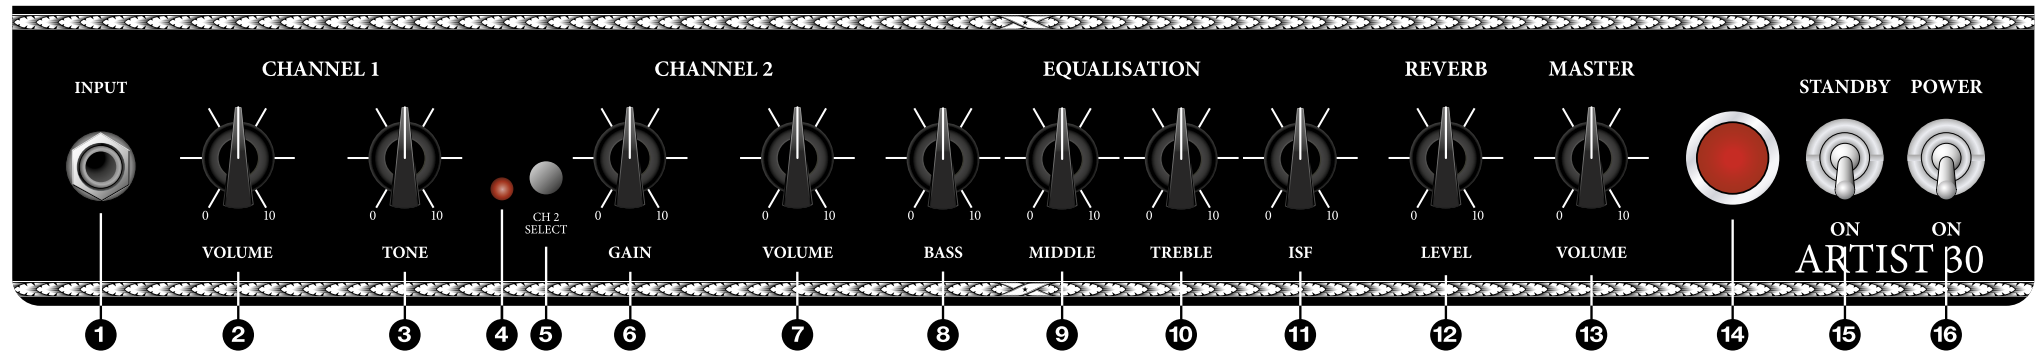 CHANNEL 1 CHANNEL 2 EQUALISATION REVERB MASTER
INPUT STANDBY POWER
0 10 0 10 0 10 0 10 0 10 0 10 0 10 0 10 0 10 0 10
CH 2
SELECT
ON ON
VOLUME TONE GAIN VOLUME BASS MIDDLE TREBLE ISF LEVEL VOLUME
ARTIST 30
1 2 3 4 5 6 7 8 9 10 11 12 13 14 15 16